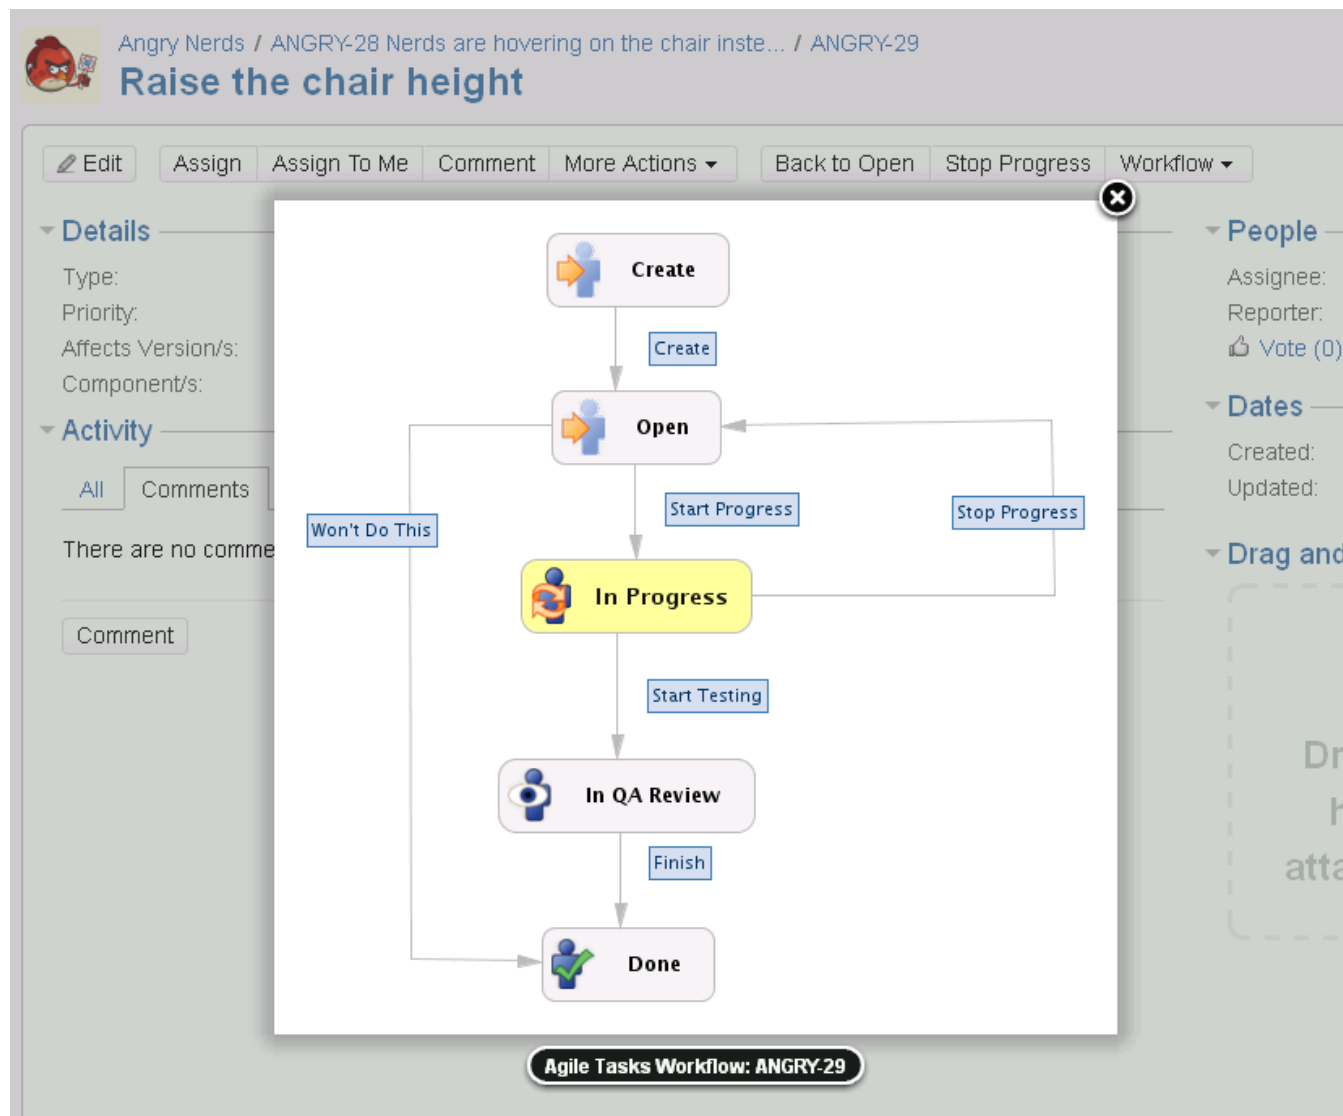 Angry Nerds / ANGRY-28 Nerds are hovering on the chair inste... / ANGRY-29
Raise the chair height
Edit Assign Assign To Me Comment More Actions Back to Open Stop Progress Workflow
Details
Type:
Priority:
Affects Version/s:
Component/s:
Activity
All Comments
There are no comme
Comment
Create
Create
Open
Start Progress
Stop Progress
Won't Do This
In Progress
Start Testing
In QA Review
Finish
Done
Agile Tasks Workflow: ANGRY-29
People
Assignee:
Reporter:
Vote (0)
Dates
Created:
Updated:
Drag and
Dr
h
atta